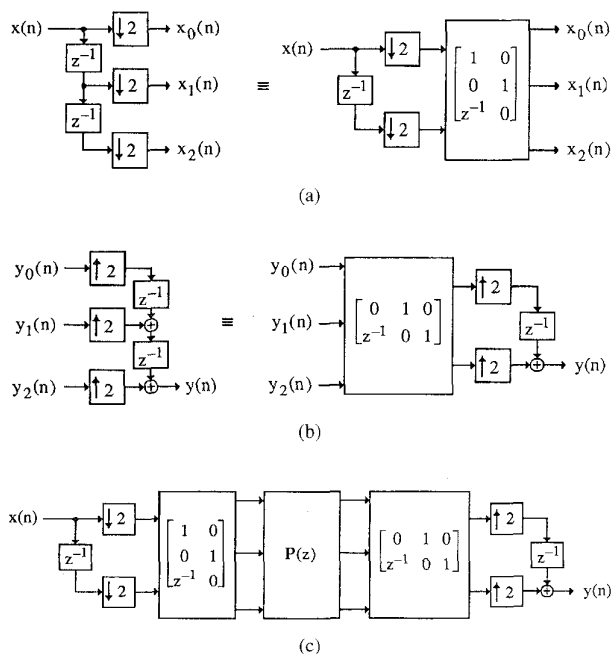 x(n) ↓2 x₀(n)
z⁻¹
↓2 x₁(n)
z⁻¹
↓2 x₂(n)
≡
x(n) ↓2
z⁻¹
↓2
[1 0
0 1
z⁻¹ 0]
x₀(n)
x₁(n)
x₂(n)
(a)
y₀(n) ↑2
z⁻¹
y₁(n) ↑2 +
z⁻¹
y₂(n) ↑2 + y(n)
≡
y₀(n)
y₁(n)
y₂(n)
[0 1 0
z⁻¹ 0 1]
↑2
z⁻¹
↑2 + y(n)
(b)
x(n) ↓2
z⁻¹
↓2
[1 0
0 1
z⁻¹ 0]
P(z)
[0 1 0
z⁻¹ 0 1]
↑2
z⁻¹
↑2 + y(n)
(c)